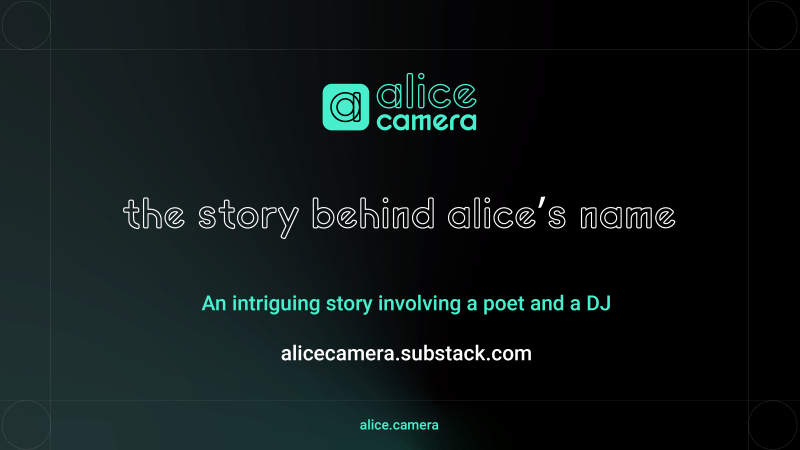 alice
camera
the story behind alice's name
An intriguing story involving a poet and a DJ
alicecamera.substack.com
alice.camera